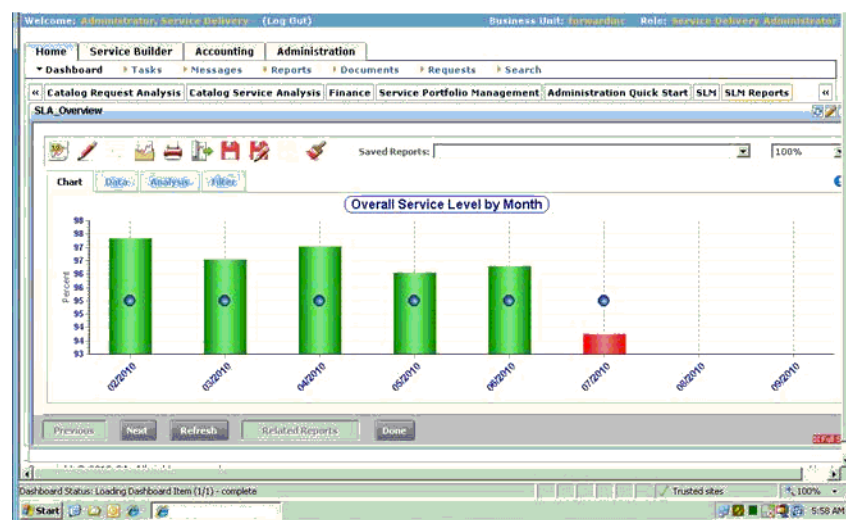 Welcome: Administrator, Service Delivery (Log Out) Business Unit: forwardinc Role: Service Delivery Administrator
Home Service Builder Accounting Administration
Dashboard Tasks Messages Reports Documents Requests Search
« Catalog Request Analysis Catalog Service Analysis Finance Service Portfolio Management Administration Quick Start SLM SLM Reports «
SLA_Overview
Saved Reports: 100%
Chart Data Analysis Filter
Overall Service Level by Month
98
98
97
97
96
96
95
95
94
94
93
Percent
02/2010 03/2010 04/2010 05/2010 06/2010 07/2010 08/2010 09/2010
Previous Next Refresh Related Reports Done
Dashboard Status: Loading Dashboard Item (1/1) - complete Trusted sites 100%
Start 5:58 AM